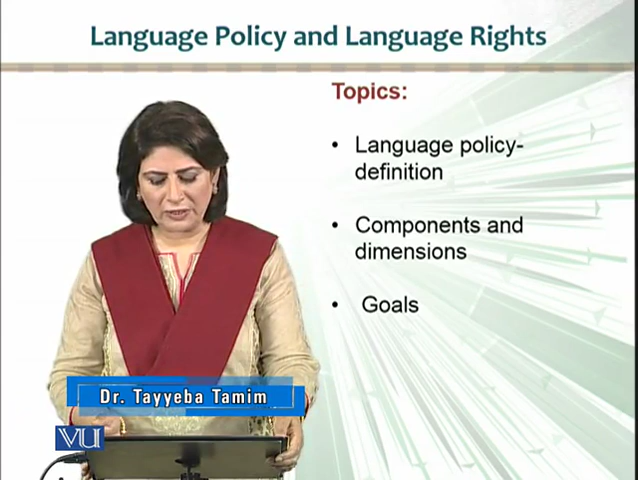 Language Policy and Language Rights
Topics:
• Language policy-
definition
• Components and
dimensions
• Goals
Dr. Tayyeba Tamim
VU